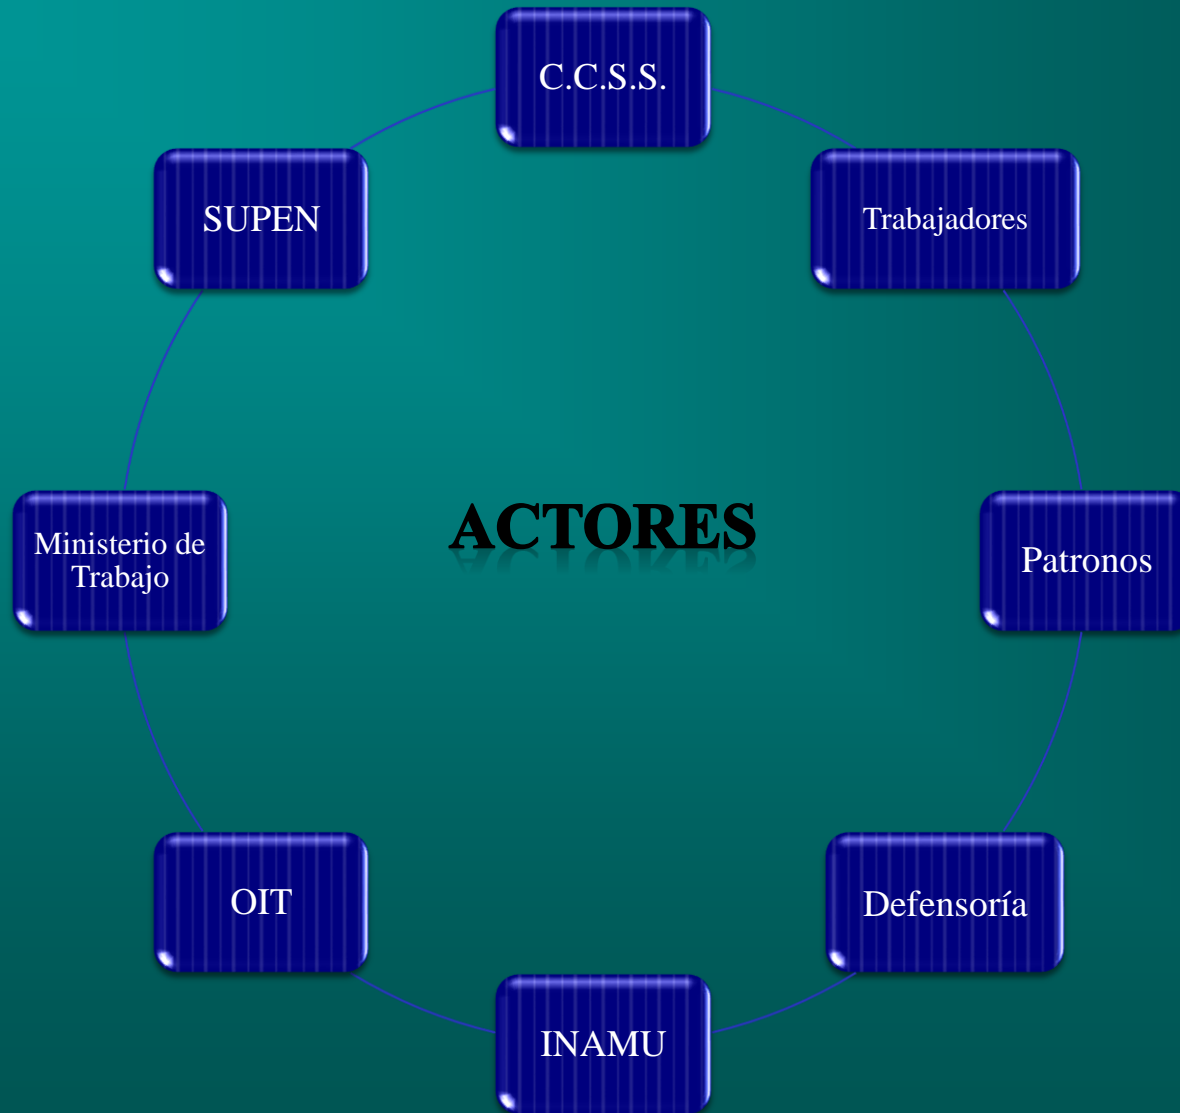 C.C.S.S.
Trabajadores
Patronos
Defensoría
INAMU
OIT
Ministerio de
Trabajo
SUPEN
ACTORES